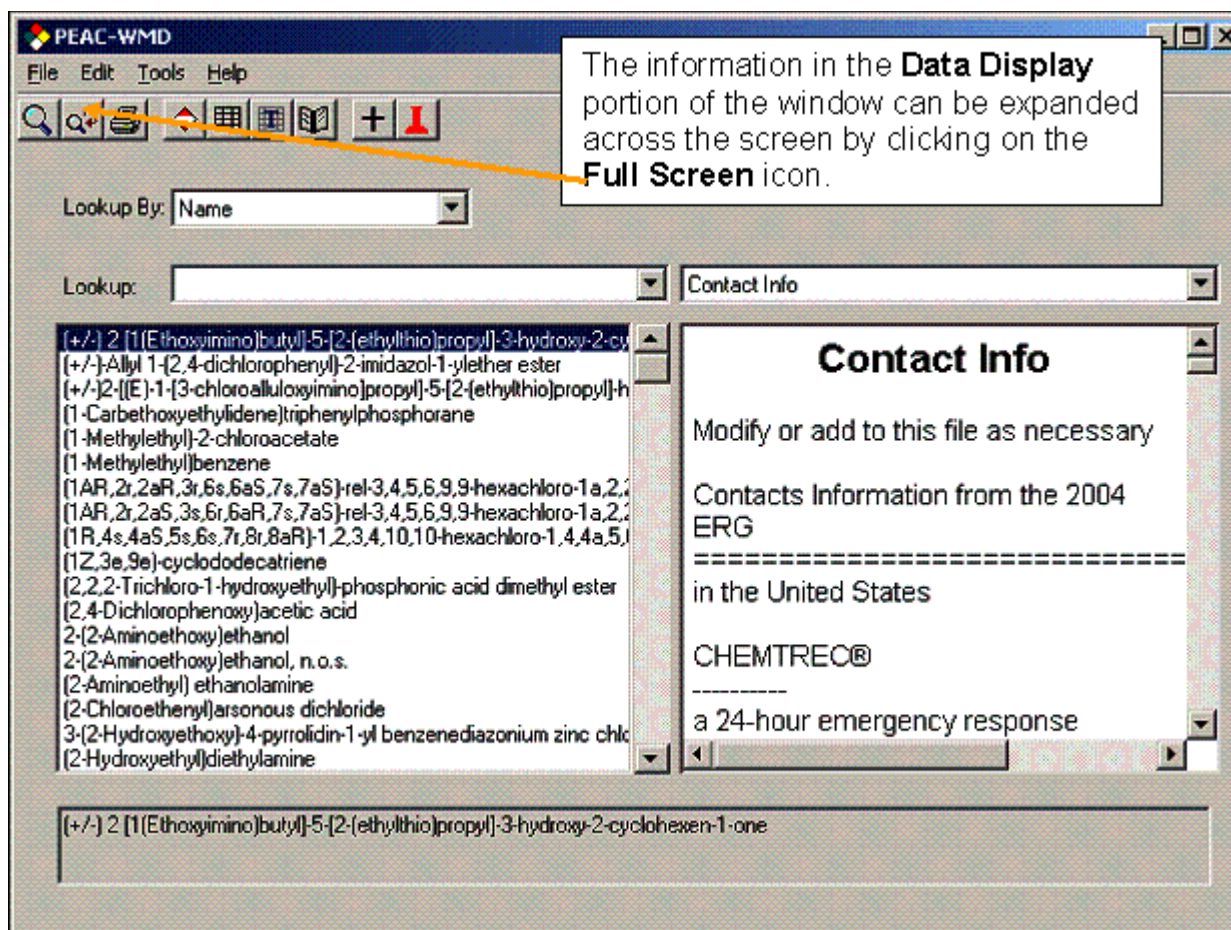 PEAC-WMD
File Edit Tools Help
The information in the Data Display
portion of the window can be expanded
across the screen by clicking on the
Full Screen icon.
Lookup By: Name
Lookup:
Contact Info
(+/-) 2 [1(Ethoxyimino)butyl]-5-[2-(ethylthio)propyl]-3-hydroxy-2-cy
(+/-)-Allyl 1-(2,4-dichlorophenyl)-2-imidazol-1-ylether ester
(+/-)2-[(E)-1-[3-chloroalluloxyimino]propyl]-5-[2-(ethylthio)propyl]-h
(1-Carbethoxyethylidene)triphenylphosphorane
(1-Methylethyl)-2-chloroacetate
(1-Methylethyl)benzene
(1AR,2r,2aR,3r,6s,6aS,7s,7aS)-rel-3,4,5,6,9,9-hexachloro-1a,2,2
(1AR,2r,2aS,3s,6r,6aR,7s,7aS)-rel-3,4,5,6,9,9-hexachloro-1a,2,2
(1R,4s,4aS,5s,6s,7r,8r,8aR)-1,2,3,4,10,10-hexachloro-1,4,4a,5,
(1Z,3e,9e)-cyclododecatriene
(2,2,2-Trichloro-1-hydroxyethyl)-phosphonic acid dimethyl ester
(2,4-Dichlorophenoxy)acetic acid
2-(2-Aminoethoxy)ethanol
2-(2-Aminoethoxy)ethanol, n.o.s.
(2-Aminoethyl) ethanolamine
(2-Chloroethenyl)arsonous dichloride
3-(2-Hydroxyethoxy)-4-pyrrolidin-1-yl benzenediazonium zinc chlo
(2-Hydroxyethyl)diethylamine
Contact Info
Modify or add to this file as necessary
Contacts Information from the 2004
ERG
==============================
in the United States
CHEMTREC®
----------
a 24-hour emergency response
(+/-) 2 [1(Ethoxyimino)butyl]-5-[2-(ethylthio)propyl]-3-hydroxy-2-cyclohexen-1-one